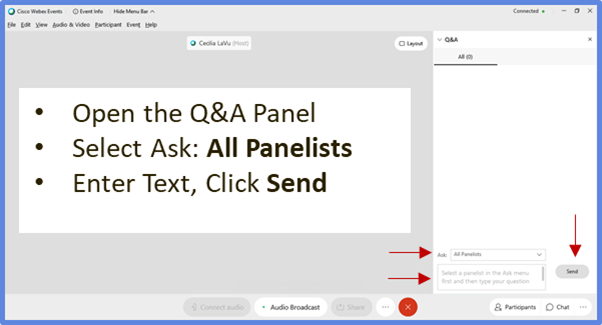 Cisco Webex Events Event Info Hide Menu Bar Connected
File Edit View Audio & Video Participant Event Help
Cecilia LaVu (Host)
Layout
Q&A
All (0)
• Open the Q&A Panel
• Select Ask: All Panelists
• Enter Text, Click Send
Ask: All Panelists
Select a panelist in the Ask menu
first and then type your question
Send
Connect audio Audio Broadcast Share ... Participants Chat ...